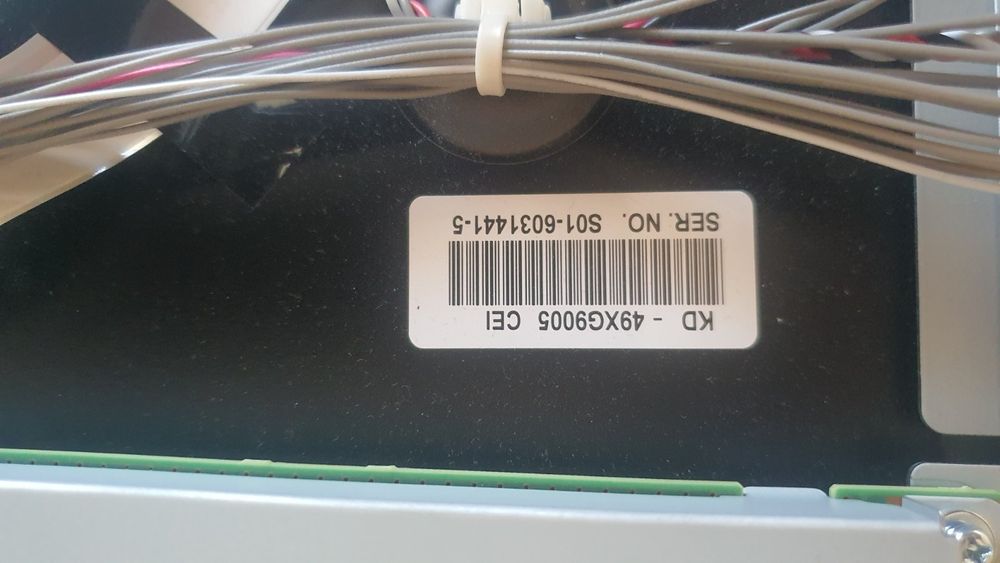 KD - 49XG9005 CEI
SER. NO. S01-6031441-5